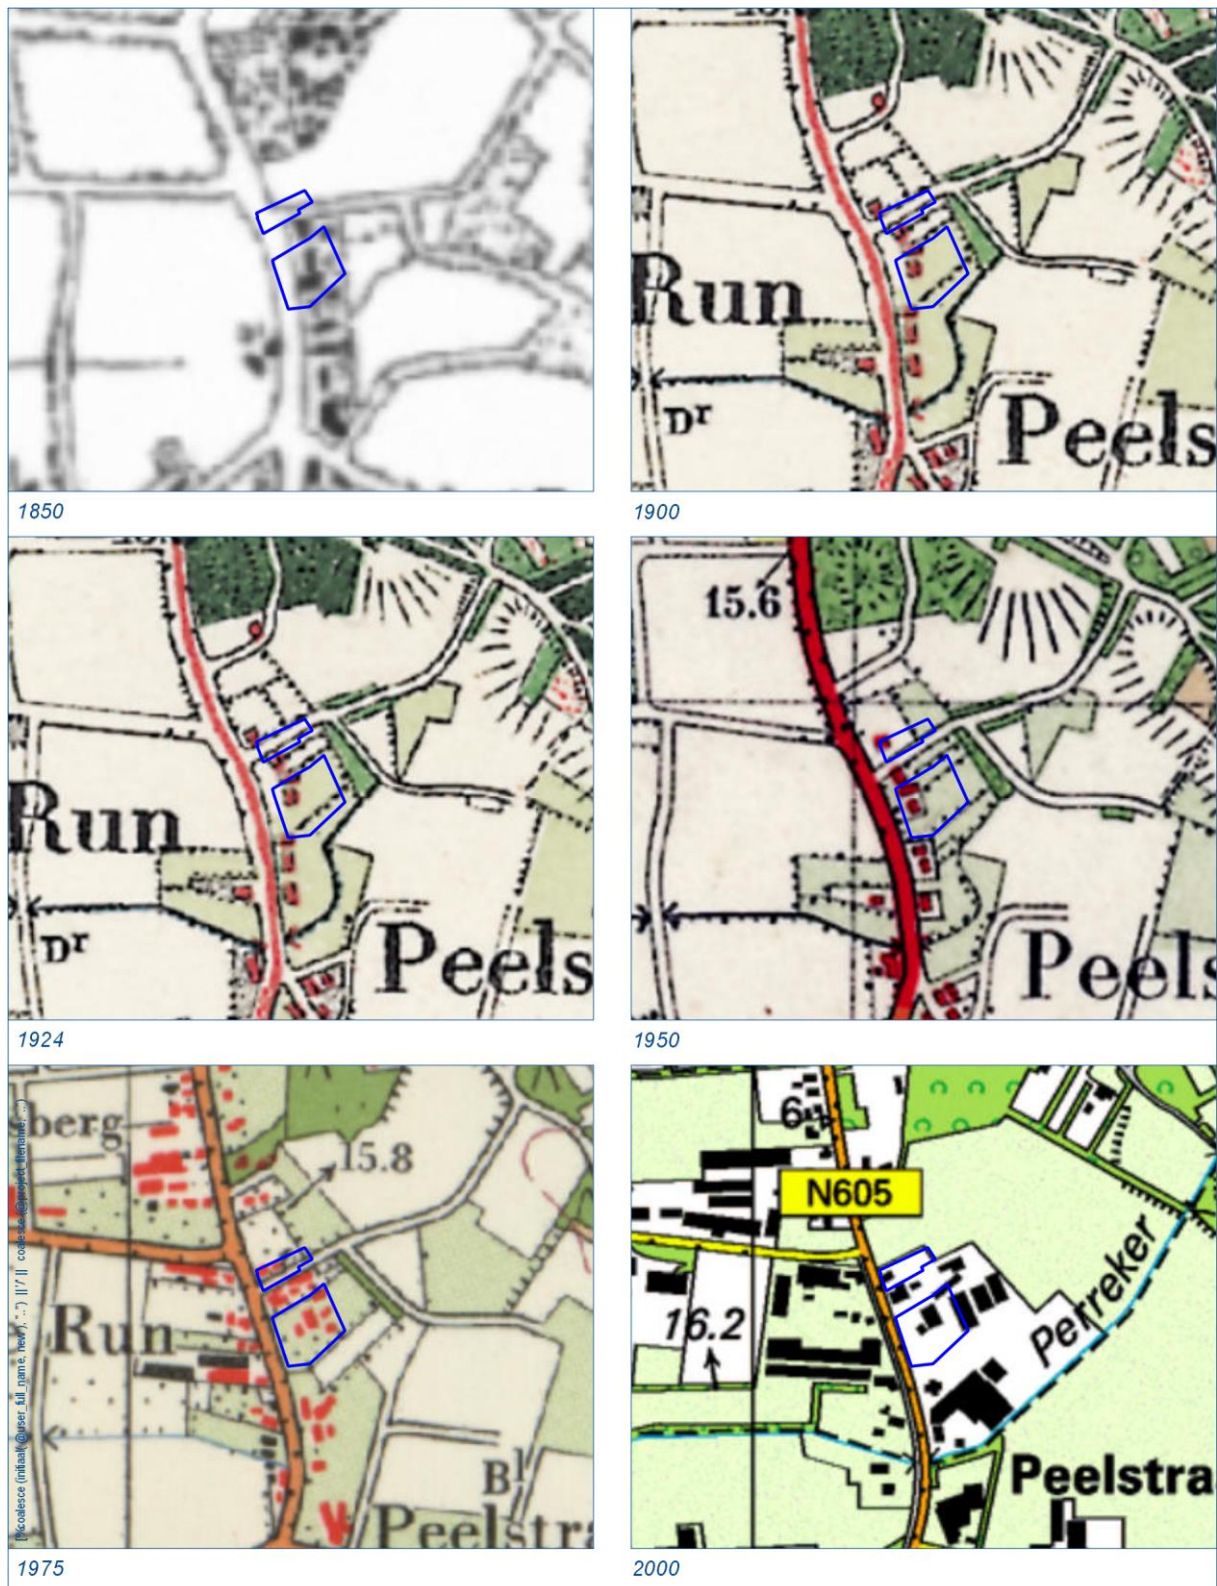 1850
Run
Dr
Peels
1900
Run
Dr
Peels
1924
15.6
Peels
1950
berg
15.8
Run
Bl
Peelstra
1975
6
N605
16.2
Perreker
Peelstra
2000